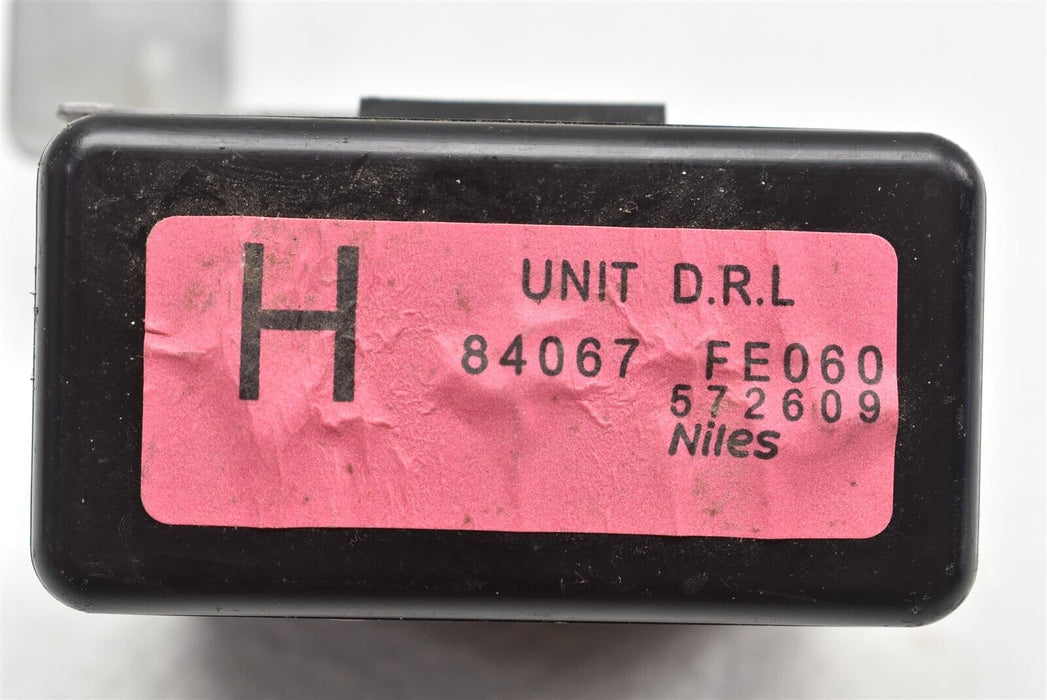 H
UNIT D.R.L
84067 FE060
572609
Niles